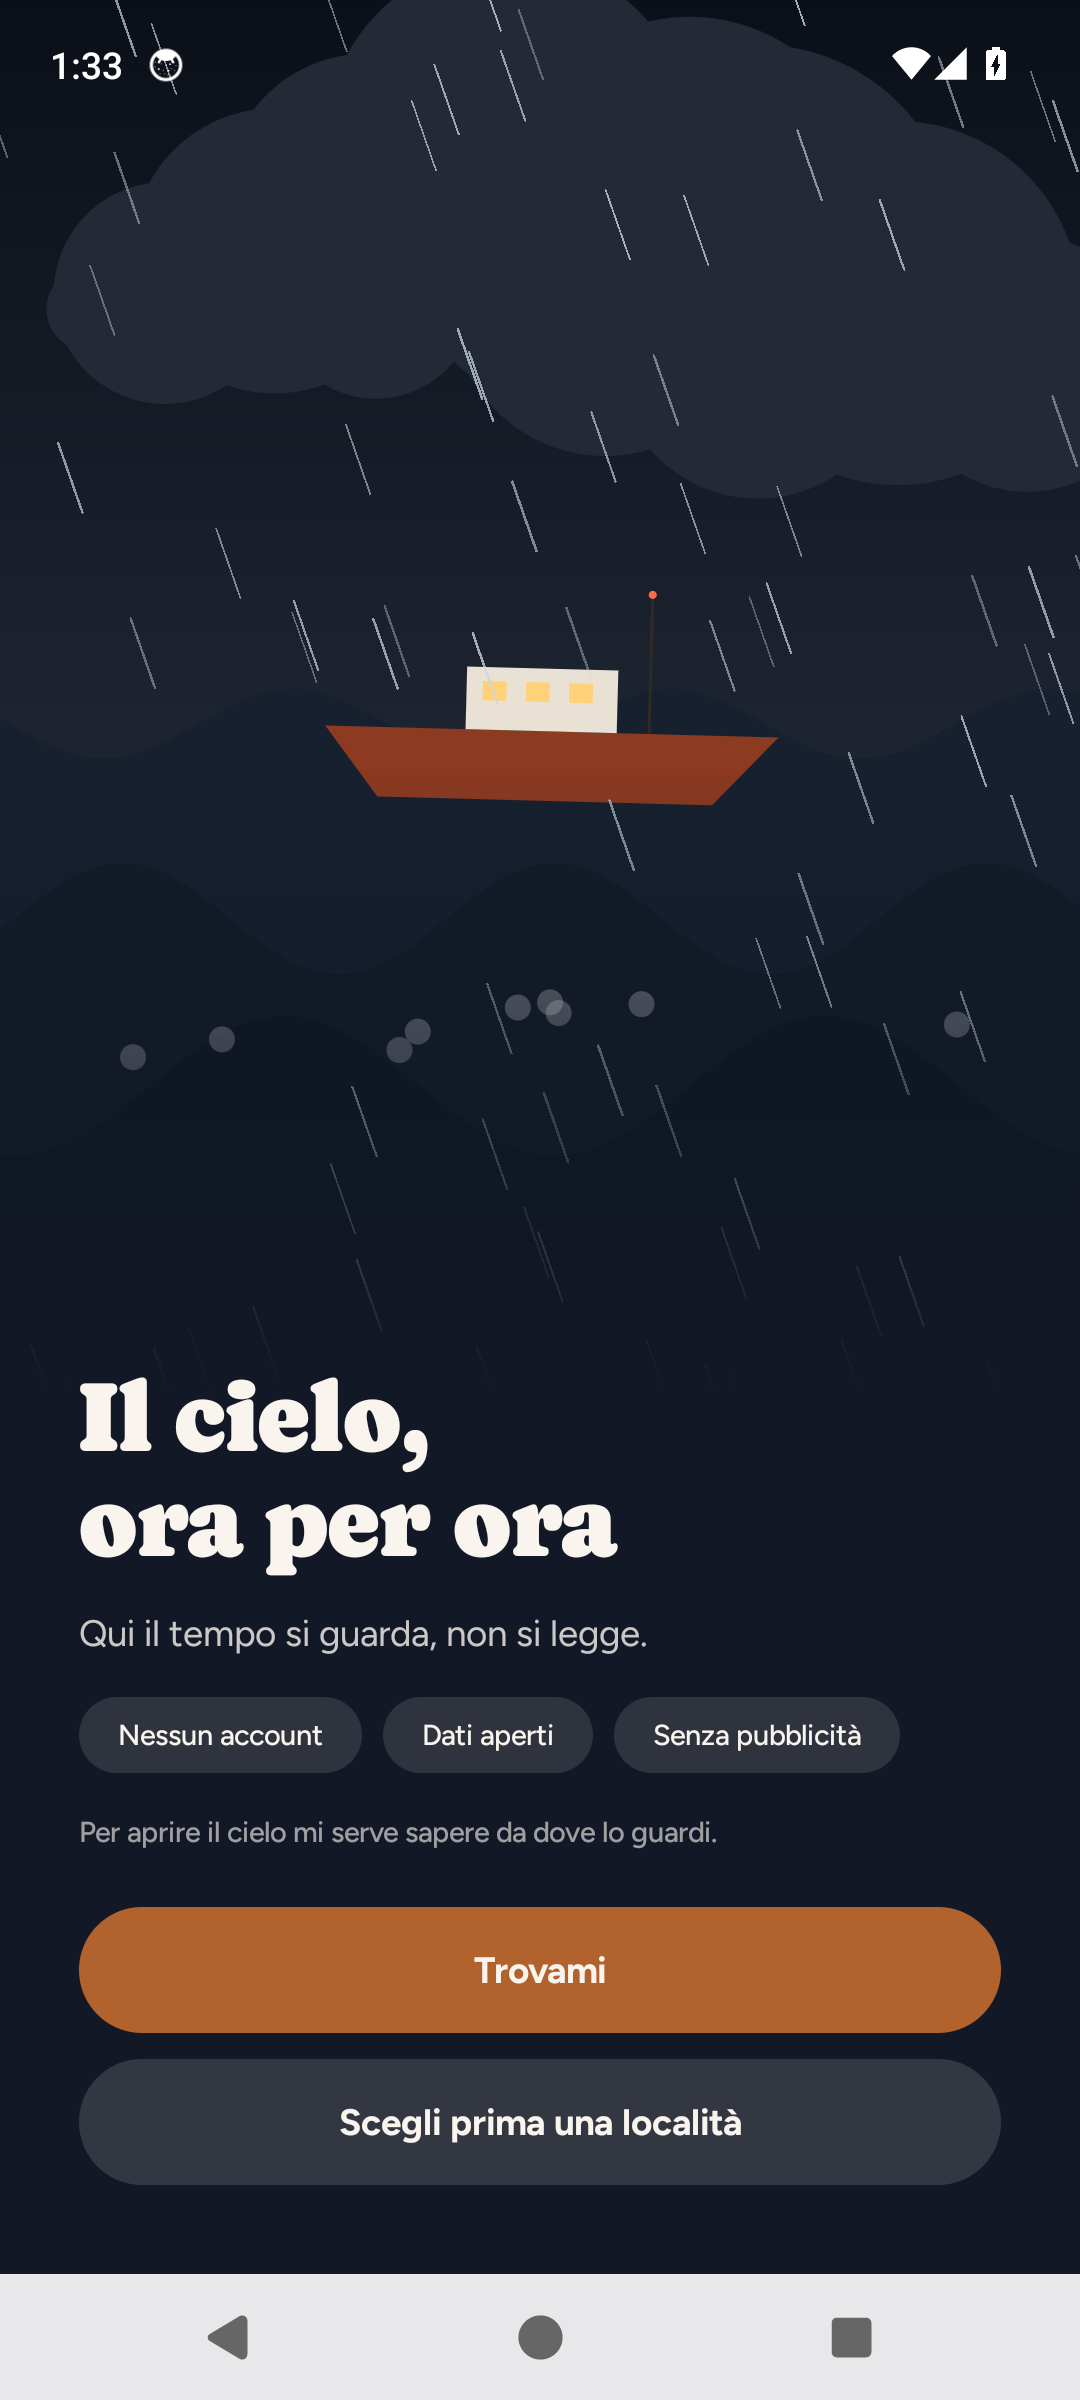 1:33
Il cielo,
ora per ora
Qui il tempo si guarda, non si legge.
Nessun account
Dati aperti
Senza pubblicità
Per aprire il cielo mi serve sapere da dove lo guardi.
Trovami
Scegli prima una località